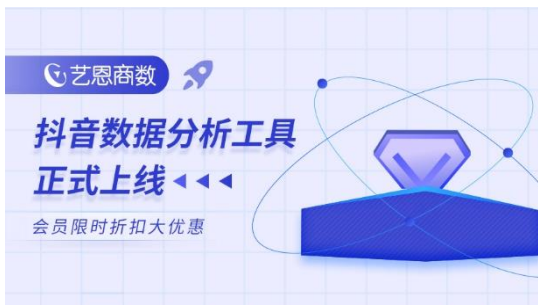 艺恩商数
抖音数据分析工具
正式上线
会员限时折扣大优惠